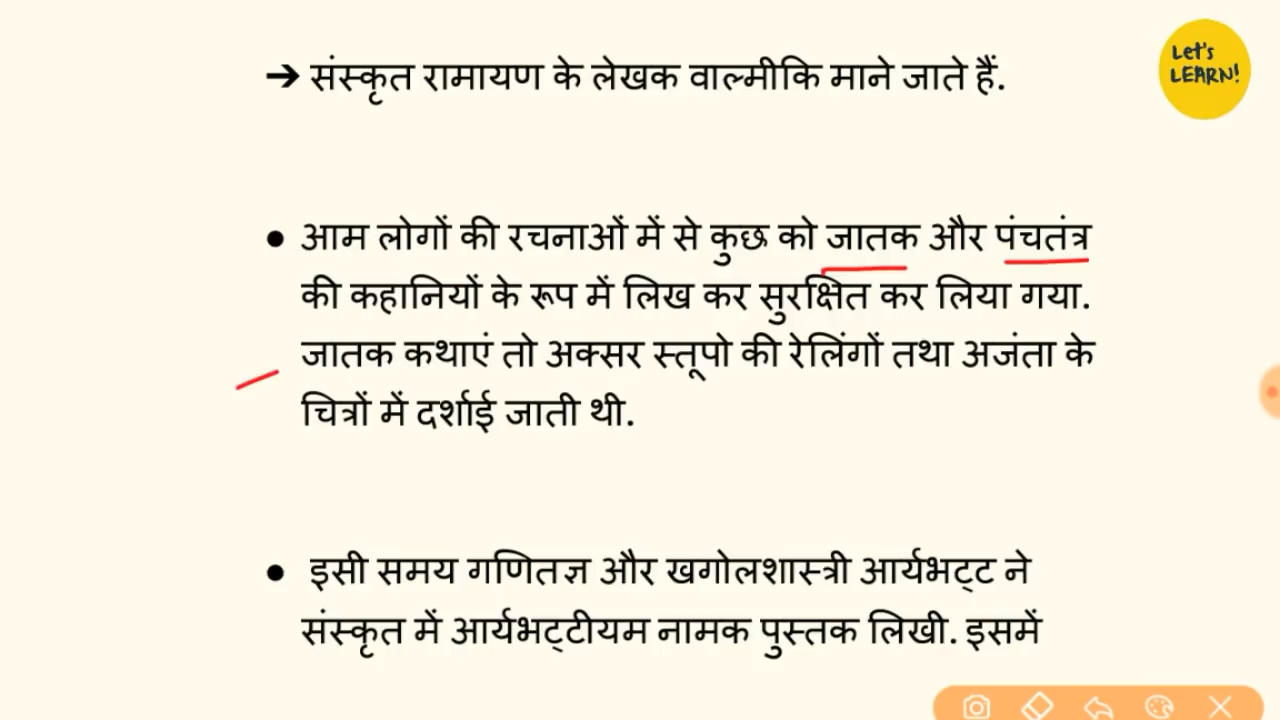 ➔ संस्कृत रामायण के लेखक वाल्मीकि माने जाते हैं.
Let's
LEARN!
● आम लोगों की रचनाओं में से कुछ को जातक और पंचतंत्र
की कहानियों के रूप में लिख कर सुरक्षित कर लिया गया.
जातक कथाएं तो अक्सर स्तूपो की रेलिंगों तथा अजंता के
चित्रों में दर्शाई जाती थी.
● इसी समय गणितज्ञ और खगोलशास्त्री आर्यभट्ट ने
संस्कृत में आर्यभट्टीयम नामक पुस्तक लिखी. इसमें